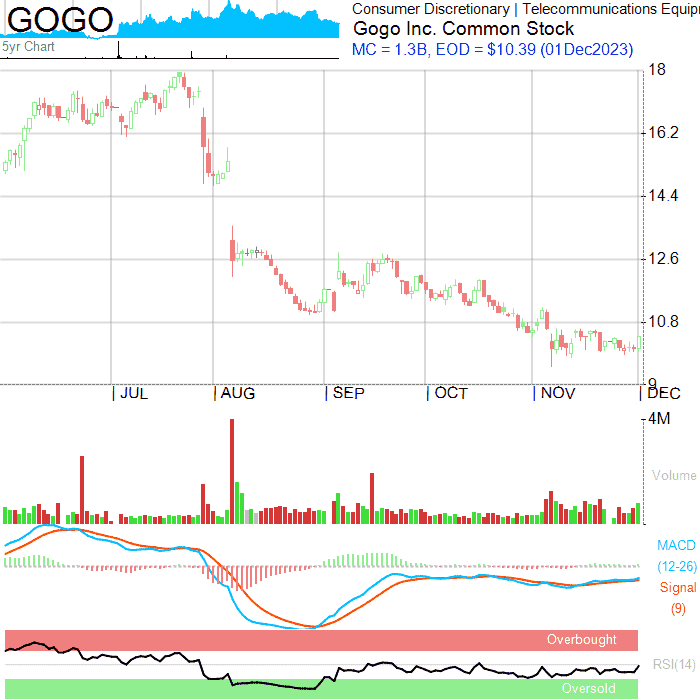 GOGO
Consumer Discretionary | Telecommunications Equip
Gogo Inc. Common Stock
5yr Chart
MC = 1.3B, EOD = $10.39 (01Dec2023)
18
16.2
14.4
12.6
10.8
9
JUL
AUG
SEP
OCT
NOV
DEC
4M
Volume
MACD
(12-26)
Signal
(9)
Overbought
RSI(14)
Oversold